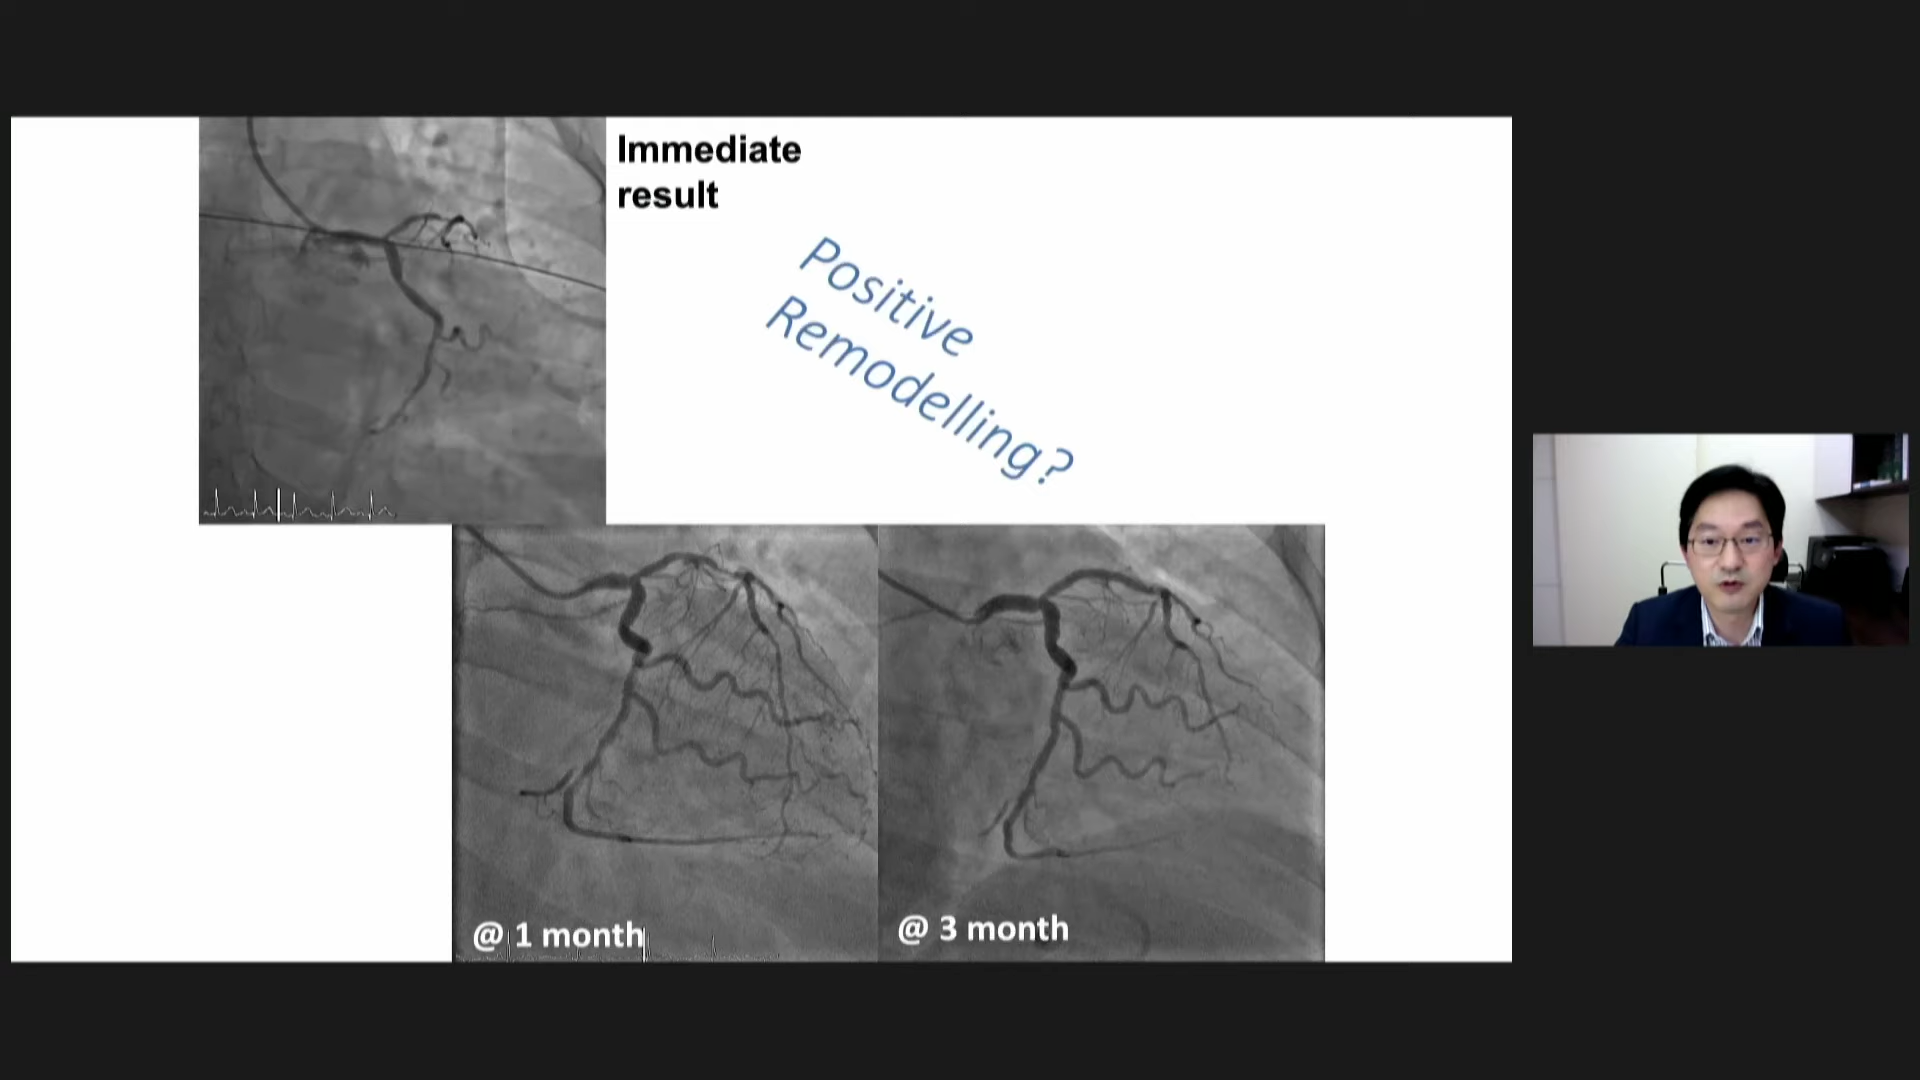 Immediate
result
Positive
Remodelling?
@ 1 month
@ 3 month